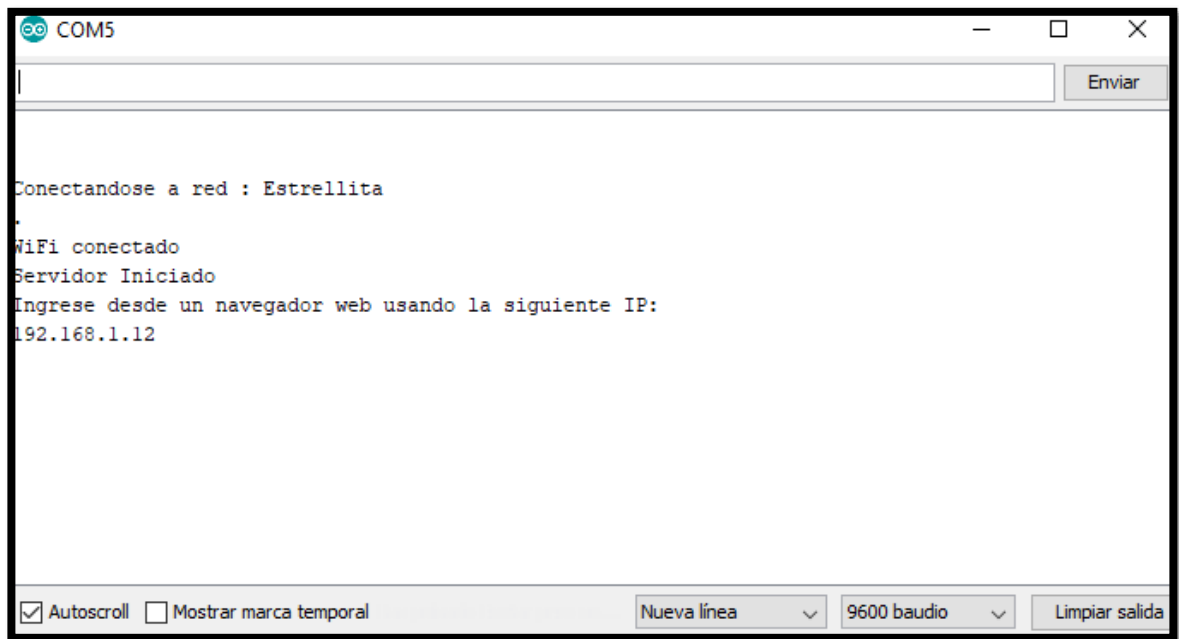 COM5
Enviar
Conectandose a red : Estrellita
.
WiFi conectado
Servidor Iniciado
Ingrese desde un navegador web usando la siguiente IP:
192.168.1.12
Autoscroll Mostrar marca temporal Nueva línea 9600 baudio Limpiar salida